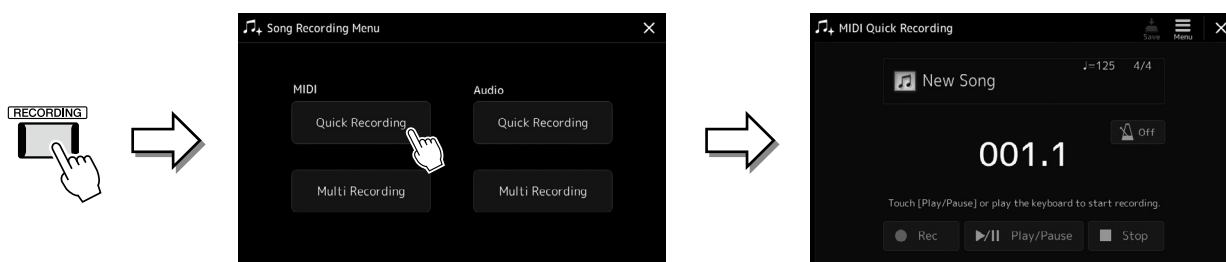 RECORDING
Song Recording Menu
MIDI
Audio
Quick Recording
Quick Recording
Multi Recording
Multi Recording
MIDI Quick Recording
Save
Menu
New Song
♩=125 4/4
Off
001.1
Touch [Play/Pause] or play the keyboard to start recording.
Rec
Play/Pause
Stop